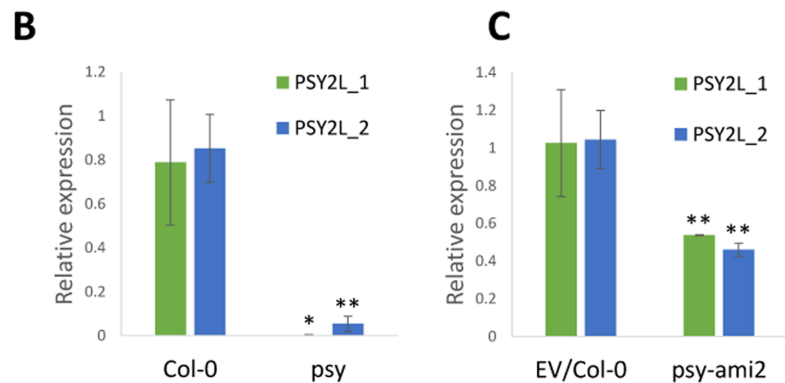 B
1.2
1
0.8
0.6
0.4
0.2
0
Relative expression
PSY2L_1
PSY2L_2
*
**
Col-0
psy
C
1.4
1.2
1
0.8
0.6
0.4
0.2
0
Relative expression
PSY2L_1
PSY2L_2
**
**
EV/Col-0
psy-ami2